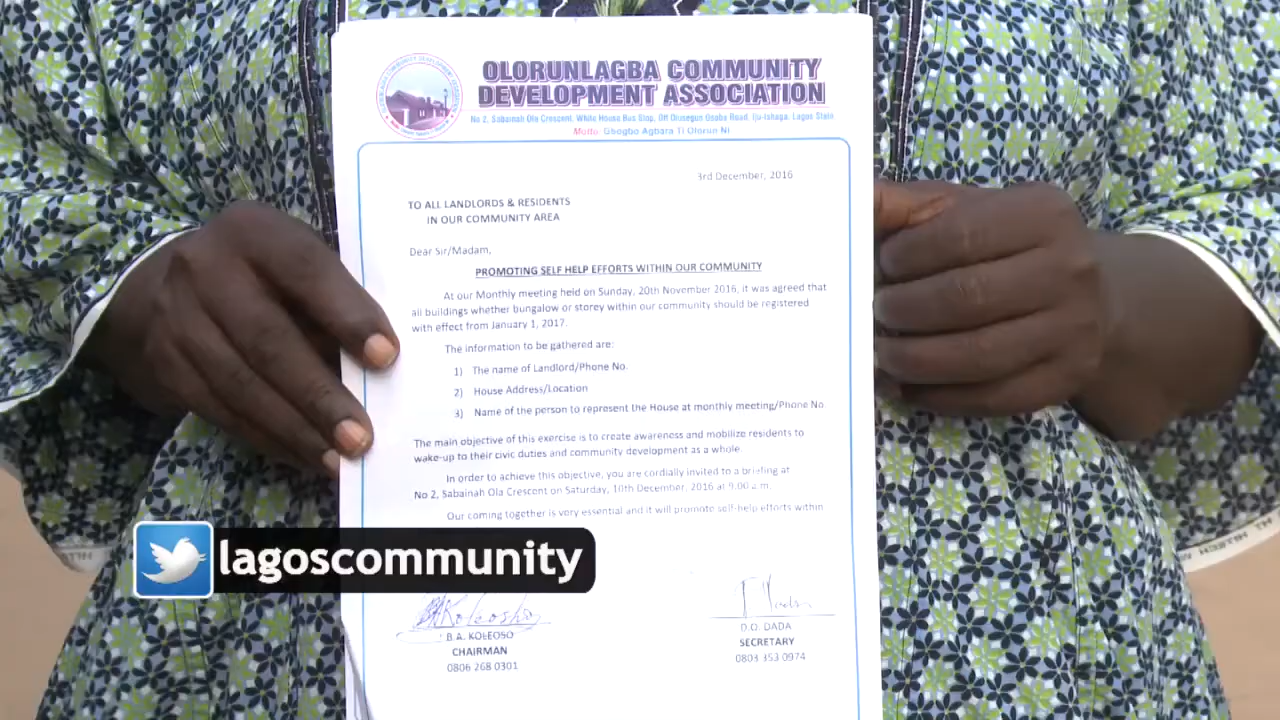 OLORUNLAGBA COMMUNITY
DEVELOPMENT ASSOCIATION
No 2, Sabainah Ola Crescent, White House Bus Stop, Off Olusegun Osoba Road, Iju-Ishaga, Lagos State
Motto: Gbogbo Agbara Ti Olorun Ni
3rd December, 2016
TO ALL LANDLORDS & RESIDENTS
IN OUR COMMUNITY AREA
Dear Sir/Madam,
PROMOTING SELF HELP EFFORTS WITHIN OUR COMMUNITY
At our Monthly meeting held on Sunday, 20th November 2016, it was agreed that
all buildings whether bungalow or storey within our community should be registered
with effect from January 1, 2017.
The information to be gathered are:
1) The name of Landlord/Phone No.
2) House Address/Location
3) Name of the person to represent the House at monthly meeting/Phone No.
The main objective of this exercise is to create awareness and mobilize residents to
wake-up to their civic duties and community development as a whole.
In order to achieve this objective, you are cordially invited to a briefing at
No 2, Sabainah Ola Crescent on Saturday, 10th December, 2016 at 9.00 a.m.
Our coming together is very essential and it will promote self-help efforts within
lagoscommunity
B.A. KOLEOSO
CHAIRMAN
0806 268 0301
D.O. DADA
SECRETARY
0803 353 0974